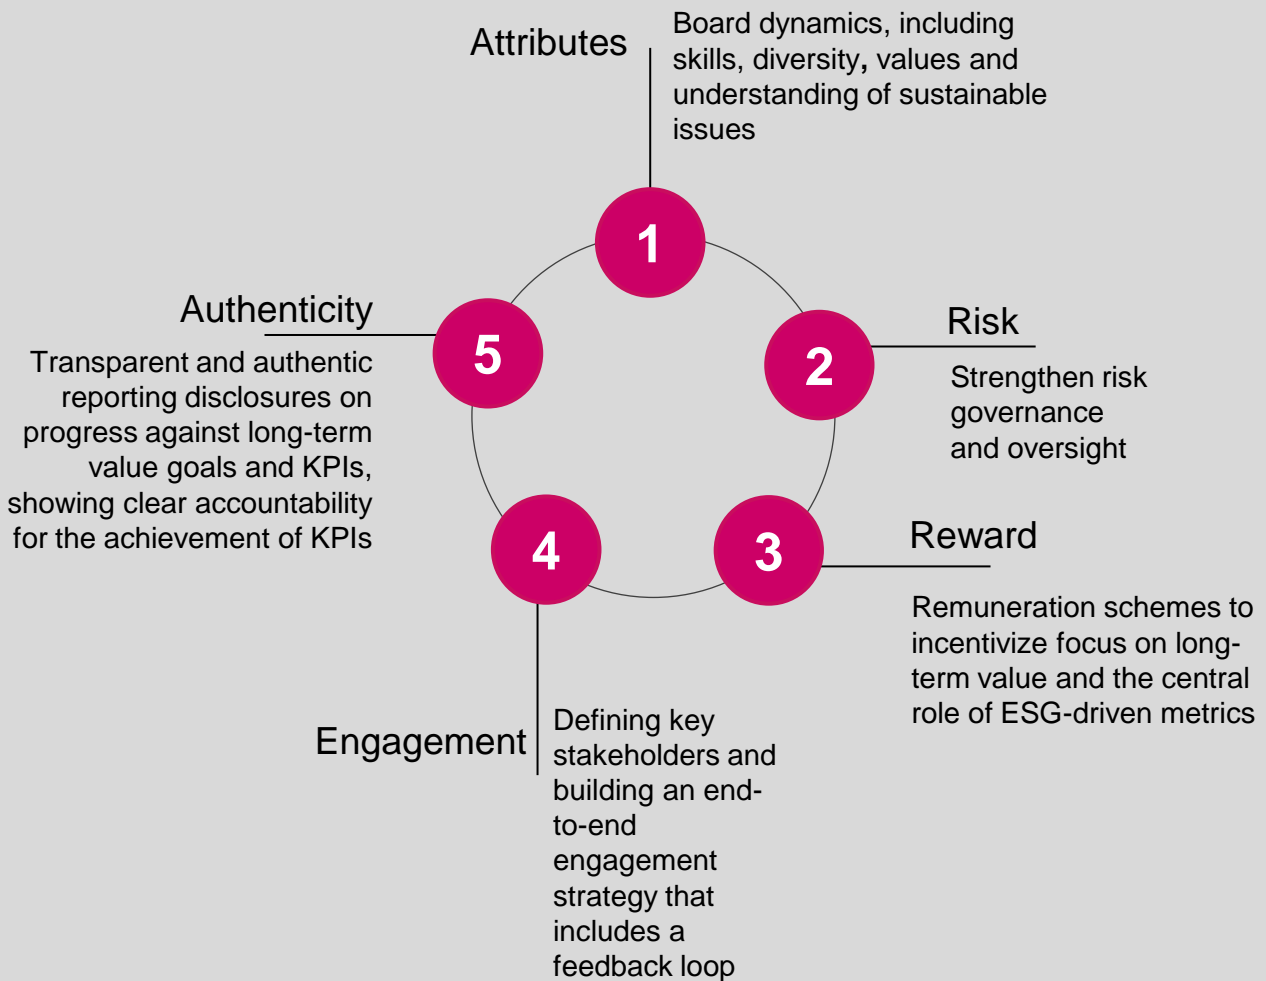 Attributes
Board dynamics, including
skills, diversity, values and
understanding of sustainable
issues
1
Risk
2
Strengthen risk
governance
and oversight
Reward
3
Remuneration schemes to
incentivize focus on long-
term value and the central
role of ESG-driven metrics
Engagement
4
Defining key
stakeholders and
building an end-
to-end
engagement
strategy that
includes a
feedback loop
Authenticity
5
Transparent and authentic
reporting disclosures on
progress against long-term
value goals and KPIs,
showing clear accountability
for the achievement of KPIs